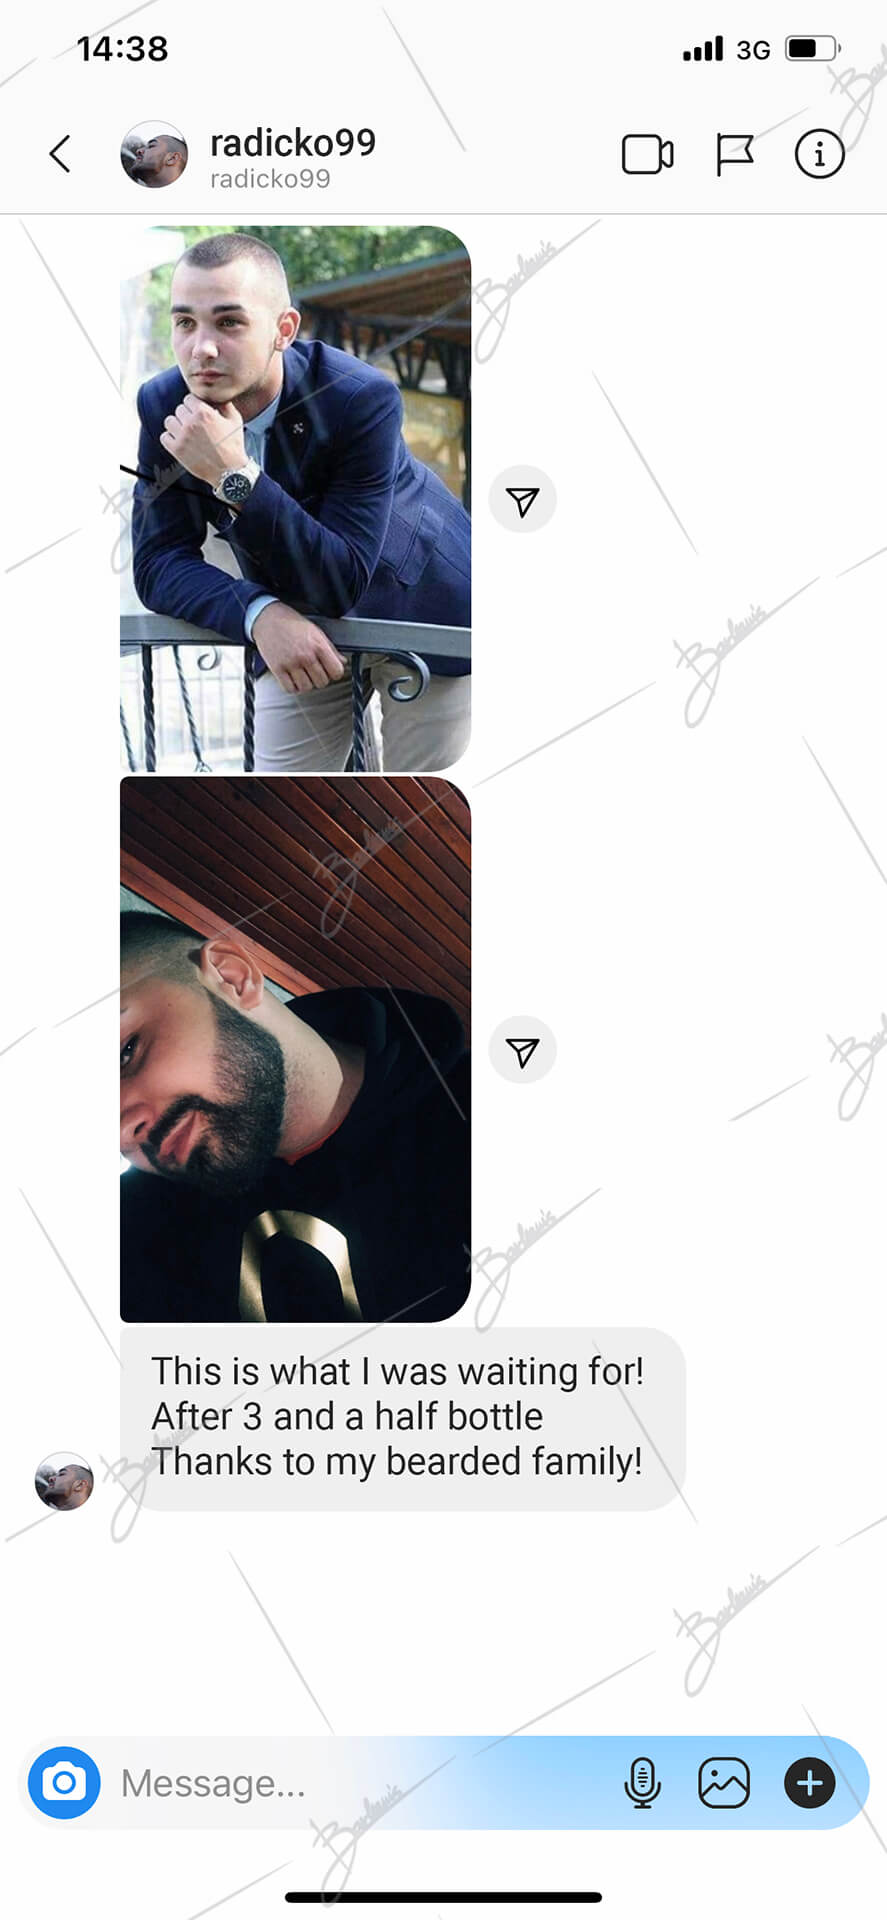 14:38
3G
radicko99
radicko99
This is what I was waiting for!
After 3 and a half bottle
Thanks to my bearded family!
Message...